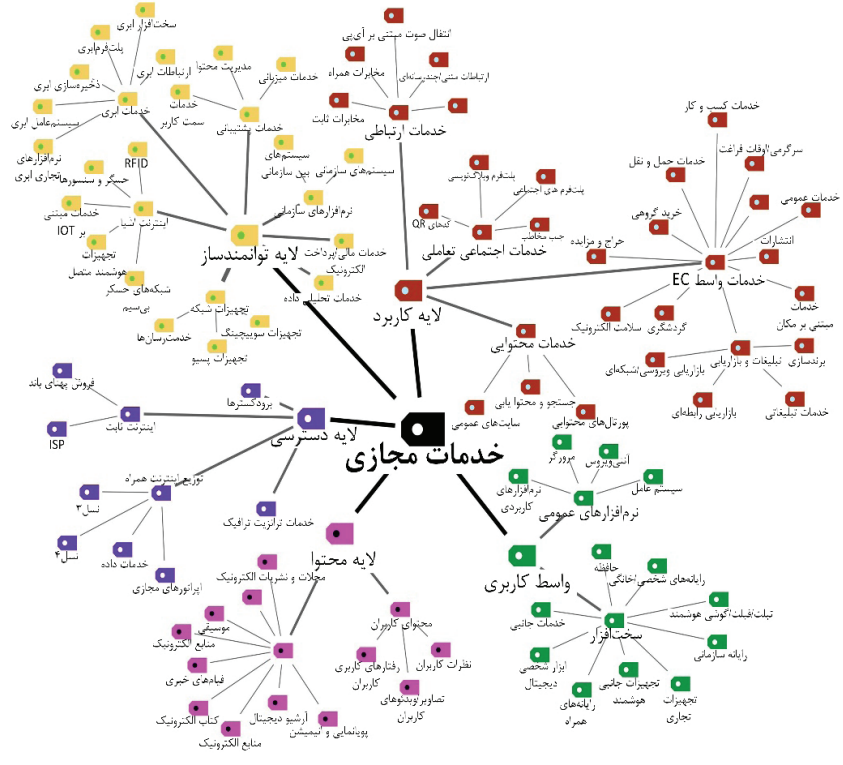 خدمات مجازی
لایه توانمندساز
خدمات ابری
سخت‌افزار ابری
پلت‌فرم‌ابری
ارتباطات ابری
ذخیره‌سازی ابری
سیستم‌عامل ابری
نرم‌افزارهای
تجاری ابری
خدمات پشتیبانی
مدیریت محتوا
خدمات میزبانی
خدمات
سمت کاربر
سیستم‌های
بین سازمانی
سیستم‌های سازمانی
نرم‌افزارهای سازمانی
خدمات مالی/پرداخت
الکترونیک
خدمات تحلیلی داده
اینترنت اشیا
RFID
حسگر و سنسورها
خدمات مبتنی
بر IOT
تجهیزات
هوشمند متصل
شبکه‌های حسگر
بی‌سیم
تجهیزات شبکه
خدمت‌رسان‌ها
تجهیزات سوییچینگ
تجهیزات پسیو
لایه کاربرد
خدمات ارتباطی
انتقال صوت مبتنی بر آی‌پی
مخابرات همراه
ارتباطات متنی/چندرسانه‌ای
مخابرات ثابت
خدمات اجتماعی تعاملی
پلت‌فرم وبلاگ‌نویسی
پلت‌فرم های اجتماعی
کدهای QR
جذب مخاطب
خدمات واسط EC
خدمات کسب و کار
سرگرمی/اوقات فراغت
خدمات حمل و نقل
خدمات عمومی
خرید گروهی
انتشارات
حراج و مزایده
خدمات
مبتنی بر مکان
گردشگری
سلامت الکترونیک
تبلیغات و بازاریابی
برندسازی
بازاریابی ویروسی/شبکه‌ای
بازاریابی رابطه‌ای
خدمات تبلیغاتی
خدمات محتوایی
جستجو و محتوا یابی
سایت‌های عمومی
پورتال‌های محتوایی
لایه دسترسی
برودگسترها
اینترنت ثابت
فروش پهنای باند
ISP
توزیع اینترنت همراه
نسل۳
نسل۴
خدمات داده
اپراتورهای مجازی
خدمات ترانزیت ترافیک
لایه محتوا
مجلات و نشریات الکترونیک
موسیقی
منابع الکترونیک
فیلم‌های خبری
کتاب الکترونیک
منابع الکترونیک
آرشیو دیجیتال
پویانمایی و انیمیشن
محتوای کاربران
نظرات کاربران
رفتارهای کاربری
کاربران
تصاویر/ویدئوهای
کاربران
واسط کاربری
نرم‌افزارهای عمومی
مرورگر
آنتی‌ویروس
سیستم عامل
نرم‌افزارهای
کاربردی
سخت‌افزار
حافظه
رایانه‌های شخصی/خانگی
تبلت/فبلت/گوشی هوشمند
رایانه سازمانی
خدمات جانبی
ابزار شخصی
دیجیتال
رایانه‌های
همراه
تجهیزات جانبی
هوشمند
تجهیزات
تجاری